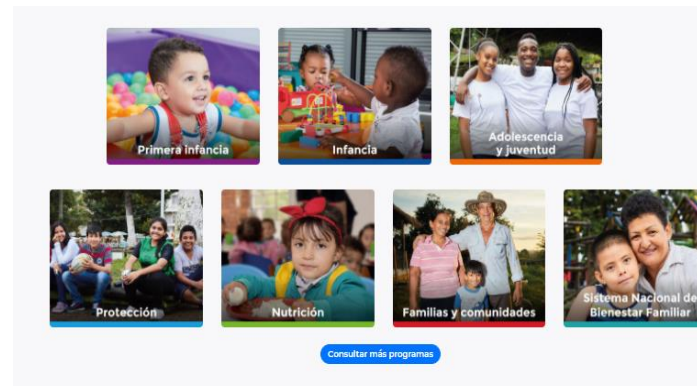 Primera infancia
Infancia
Adolescencia
y juventud
Protección
Nutrición
Familias y comunidades
Sistema Nacional de
Bienestar Familiar
Consultar más programas